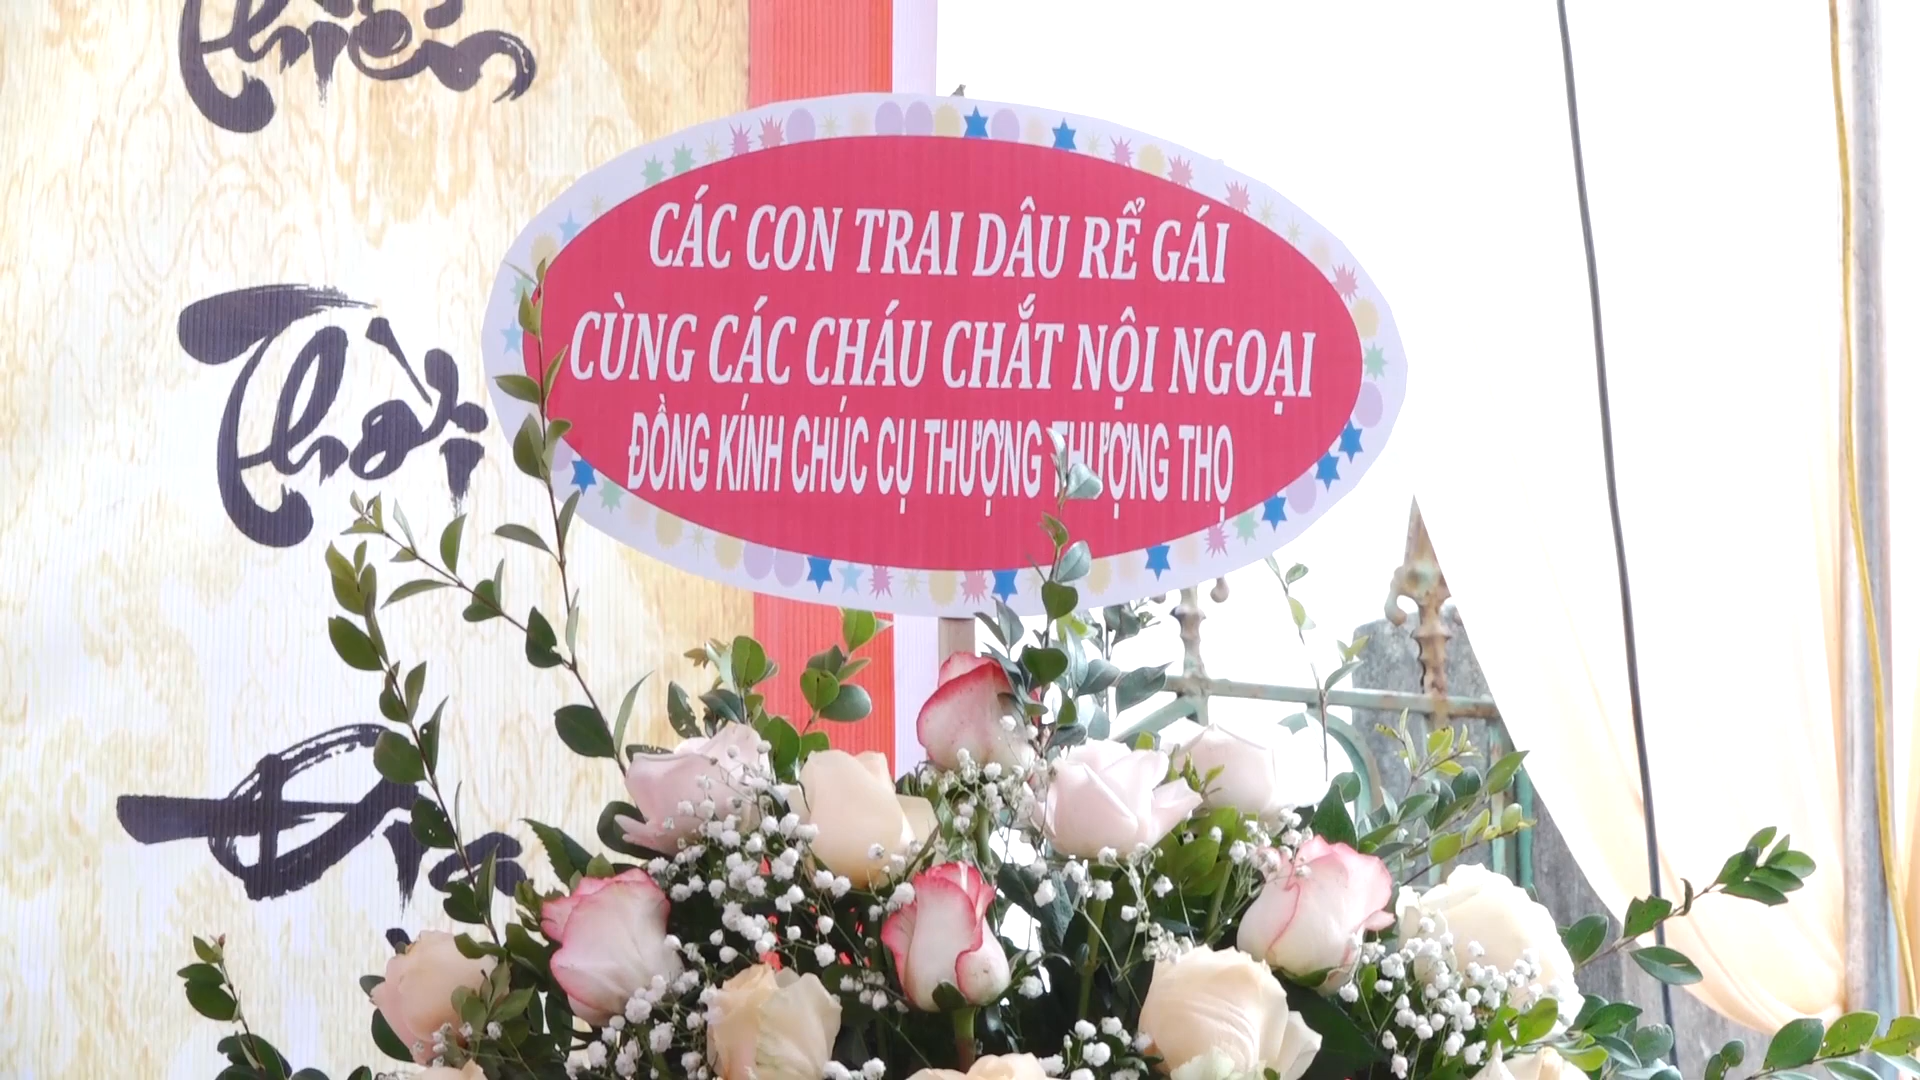 Thiên
Thời
Địa
CÁC CON TRAI DÂU RỂ GÁI
CÙNG CÁC CHÁU CHẮT NỘI NGOẠI
ĐỒNG KÍNH CHÚC CỤ THƯỢNG THƯỢNG THỌ